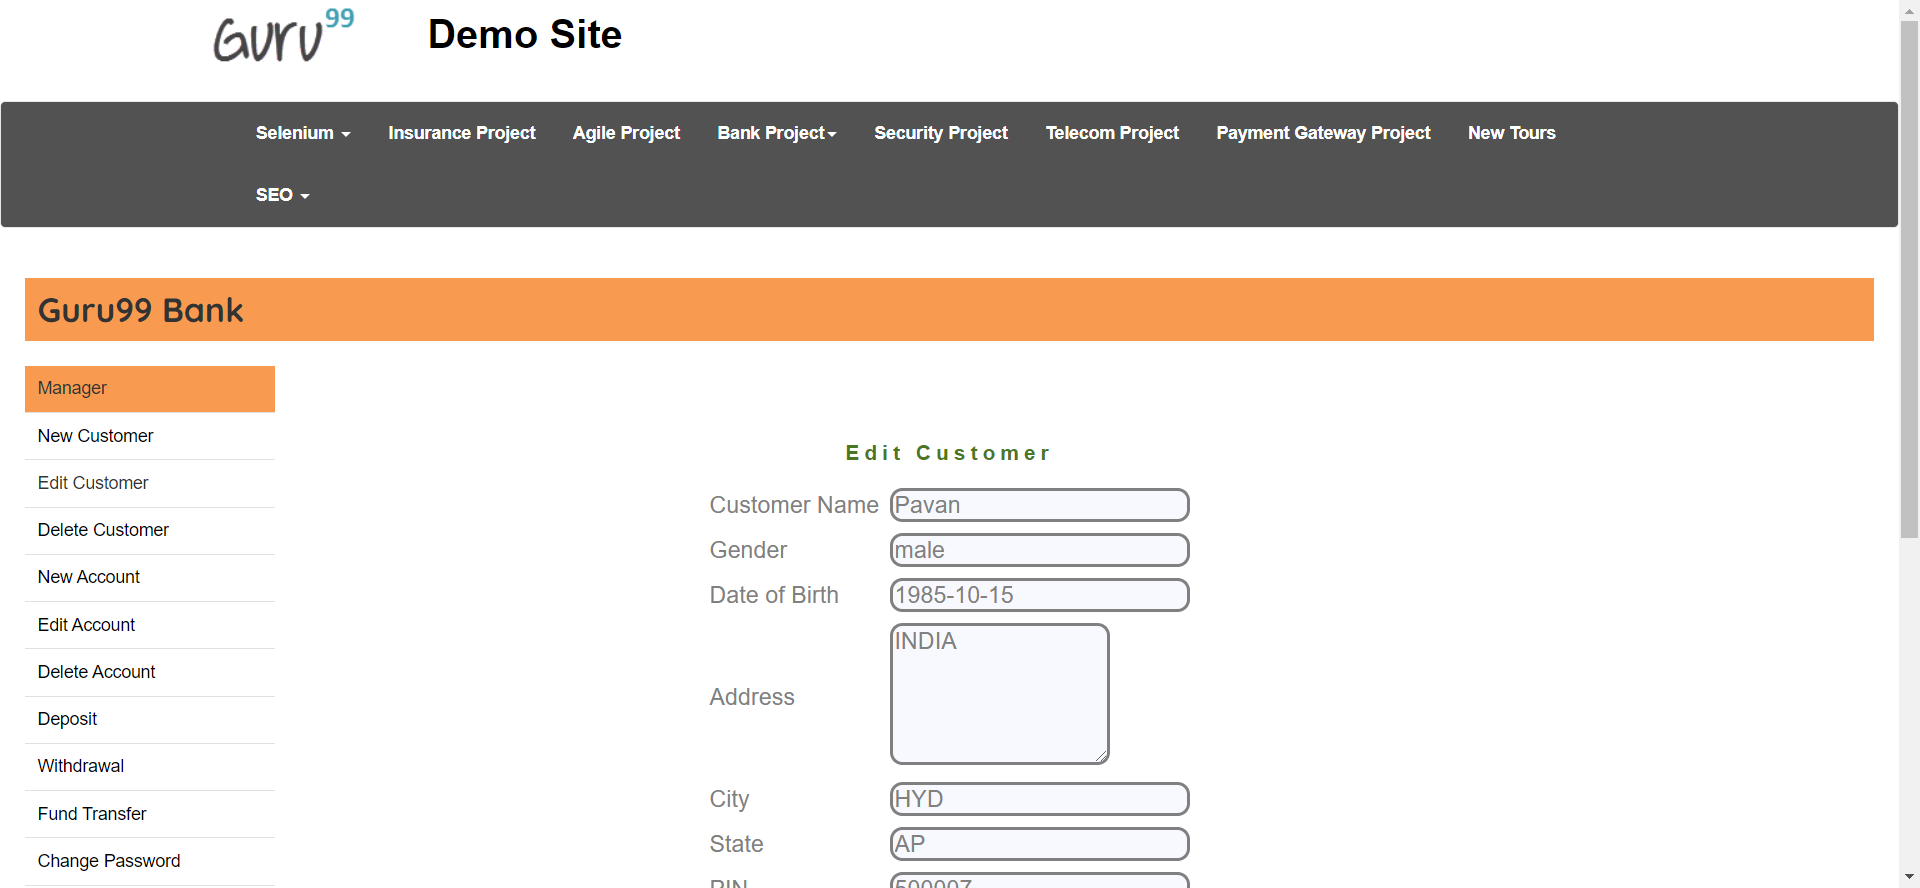 Guru99 Demo Site
Selenium Insurance Project Agile Project Bank Project Security Project Telecom Project Payment Gateway Project New Tours
SEO
Guru99 Bank
Manager
New Customer
Edit Customer
Delete Customer
New Account
Edit Account
Delete Account
Deposit
Withdrawal
Fund Transfer
Change Password
Edit Customer
Customer Name Pavan
Gender male
Date of Birth 1985-10-15
Address INDIA
City HYD
State AP
PIN 500007